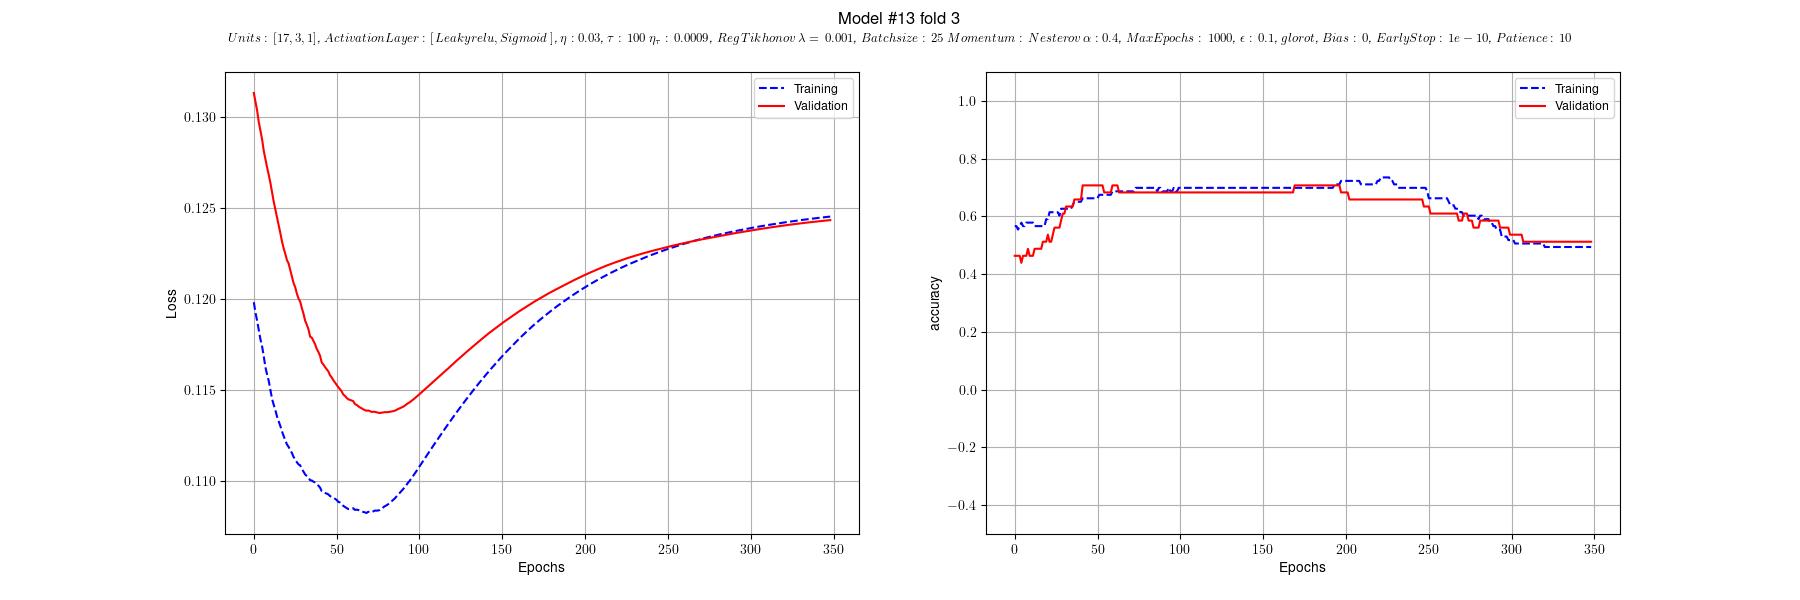 Model #13 fold 3
Units : [17, 3, 1], ActivationLayer : [ Leakyrelu, Sigmoid ], η : 0.03, τ : 100 ητ : 0.0009, RegTikhonov λ = 0.001, Batchsize : 25 Momentum : Nesterov α : 0.4, MaxEpochs : 1000, ϵ : 0.1, glorot, Bias : 0, EarlyStop : 1e − 10, Patience : 10
Training
Validation
0.130
0.125
0.120
0.115
0.110
Loss
0 50 100 150 200 250 300 350
Epochs
Training
Validation
1.0
0.8
0.6
0.4
0.2
0.0
−0.2
−0.4
accuracy
0 50 100 150 200 250 300 350
Epochs